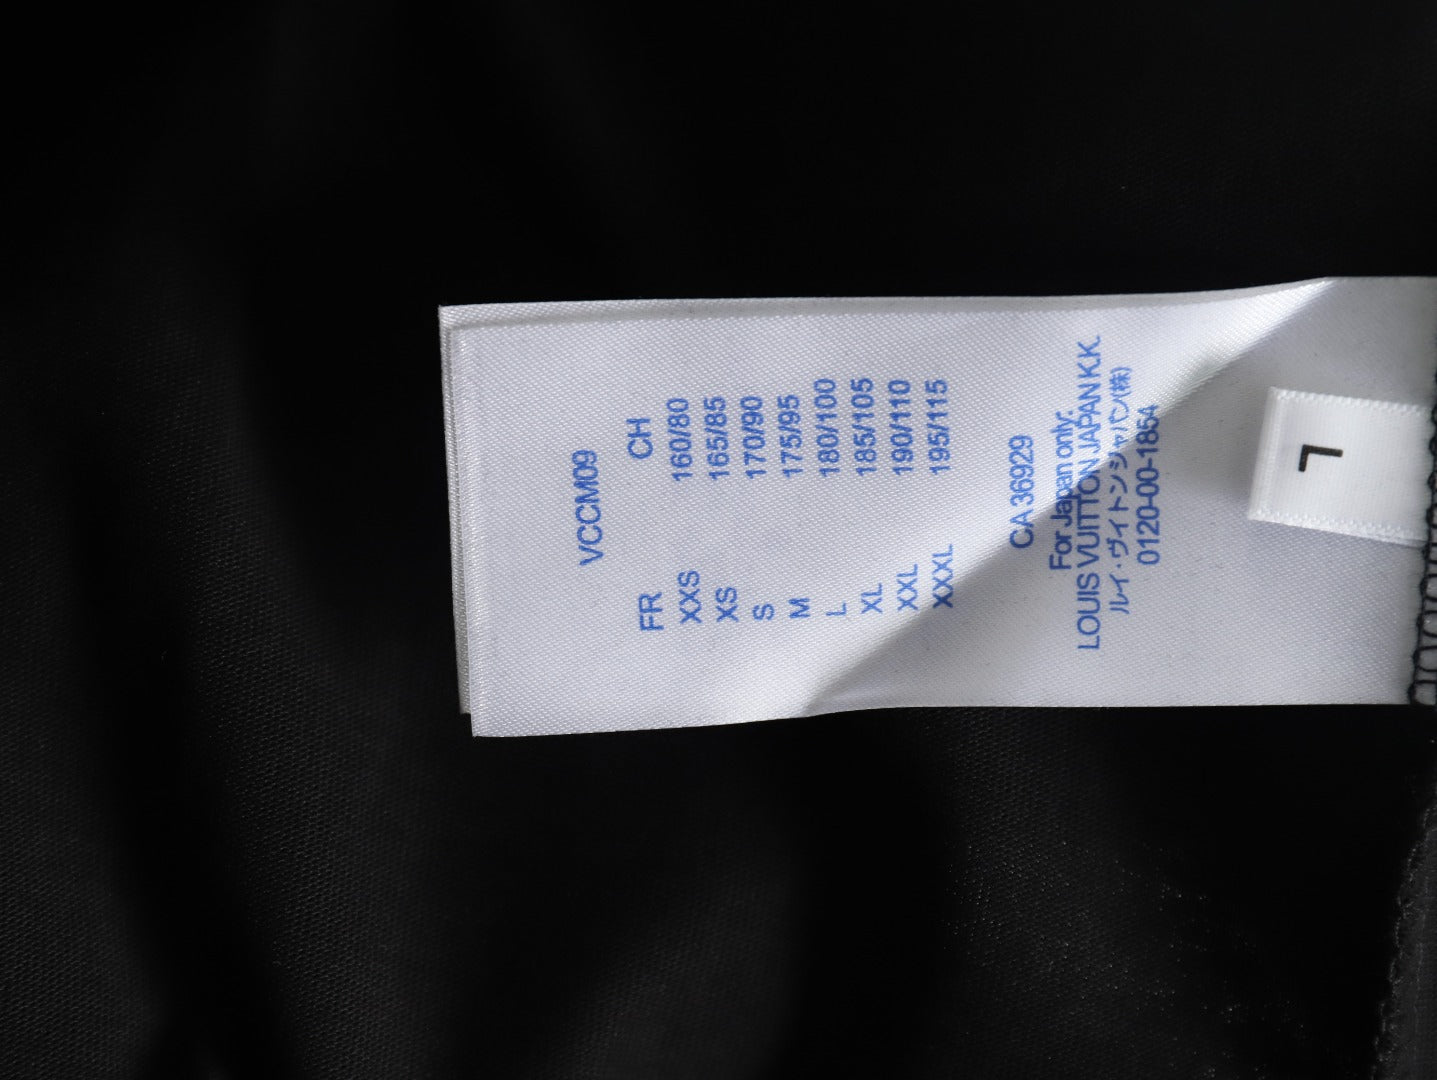 VCCM09
FR CH
XXS 160/80
XS 165/85
S 170/90
M 175/95
L 180/100
XL 185/105
XXL 190/110
XXXL 195/115
CA 36929
For Japan only:
LOUIS VUITTON JAPAN K.K.
ルイ・ヴィトン ジャパン(株)
0120-00-1854
L